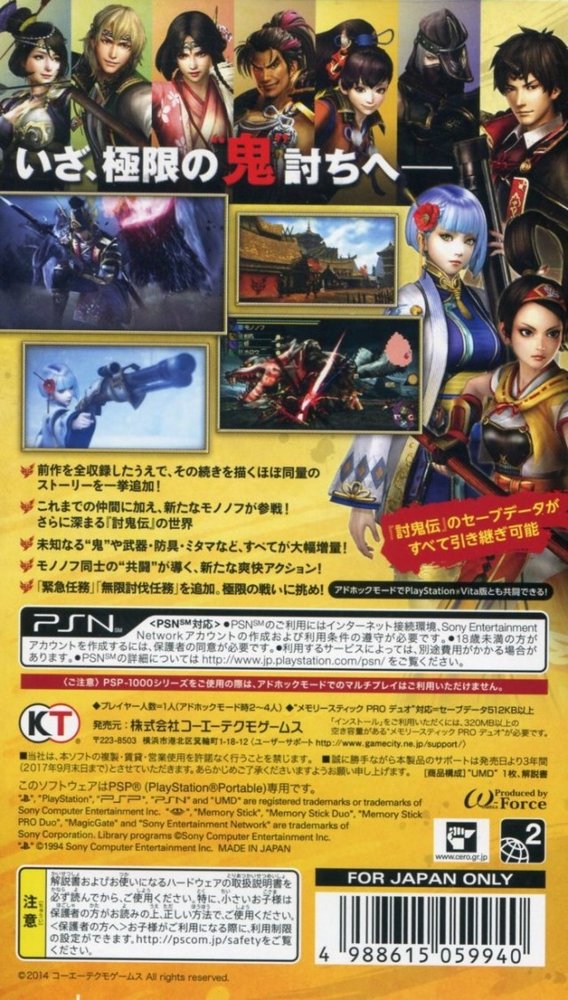 いざ、極限の“鬼”討ちへ──
前作を全収録したうえで、その続きを描くほぼ同量の
ストーリーを一挙追加！
これまでの仲間に加え、新たなモノノフが参戦！
さらに深まる『討鬼伝』の世界
未知なる“鬼”や武器・防具・ミタマなど、すべてが大幅増量！
モノノフ同士の“共闘”が導く、新たな爽快アクション！
「緊急任務」「無限討伐任務」を追加。極限の戦いに挑め！
『討鬼伝』のセーブデータが
すべて引き継ぎ可能
アドホックモードでPlayStation®Vita版とも共闘できる！
PSN℠
<PSN℠対応> ●PSN℠のご利用にはインターネット接続環境、Sony Entertainment
Networkアカウントの作成および利用条件の遵守が必要です。●18歳未満の方が
アカウントを作成するには、保護者の同意が必要です。●利用するサービスによっては、別途費用がかかる場合が
あります。●PSN℠の詳細についてはhttp://www.jp.playstation.com/psn/をご覧ください。
〈ご注意〉 PSP-1000シリーズをご使用の際は、アドホックモードでのマルチプレイはご利用いただけません。
KT
◆プレイヤー人数=1人(アドホック時2～4人) ◆“メモリースティック PRO デュオ”対応=セーブデータ512KB以上
発売元: 株式会社コーエーテクモゲームス
〒223-8503 横浜市港北区箕輪町1-18-12 (ユーザーサポート http://www.gamecity.ne.jp/support/)
「インストール」をご利用いただくには、320MB以上の
空き容量がある“メモリースティック PRO デュオ”が必要です。
■当社は、本ソフトの複製・賃貸・営業使用を許諾なく行うことを禁じます。 ■誠に勝手ながら本製品のサポートは発売日より3年間
(2017年9月末日まで)とさせていただきます。あらかじめご了承くださいますようお願い申し上げます。 [商品構成]“UMD” 1枚、解説書
このソフトウェアはPSP® (PlayStation®Portable)専用です。
"PlayStation", "PSP", "PSN" and "UMD" are registered trademarks or trademarks of
Sony Computer Entertainment Inc. "Memory Stick", "Memory Stick Duo", "Memory Stick
PRO Duo", "MagicGate" and "Sony Entertainment Network" are trademarks of
Sony Corporation. Library programs ©Sony Computer Entertainment Inc.
©1994 Sony Computer Entertainment Inc. MADE IN JAPAN
Produced by
ω-Force
www.cero.gr.jp
2
注意
解説書およびお使いになるハードウェアの取扱説明書を
必ず読んでから、ご使用ください。特に、小さいお子様は
保護者の方がお読みの上、正しい方法で、ご使用ください。
<保護者の方へ>お子様がご利用になる際に、利用制限
の設定ができます。http://pscom.jp/safetyをご覧
ください。
FOR JAPAN ONLY
4 988615 059940
©2014 コーエーテクモゲームス All rights reserved.